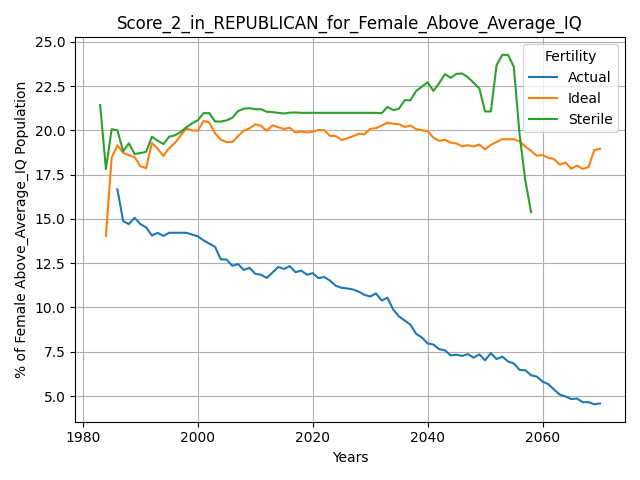 Score_2_in_REPUBLICAN_for_Female_Above_Average_IQ
% of Female Above_Average_IQ Population
25.0
22.5
20.0
17.5
15.0
12.5
10.0
7.5
5.0
Fertility
Actual
Ideal
Sterile
1980
2000
2020
2040
2060
Years